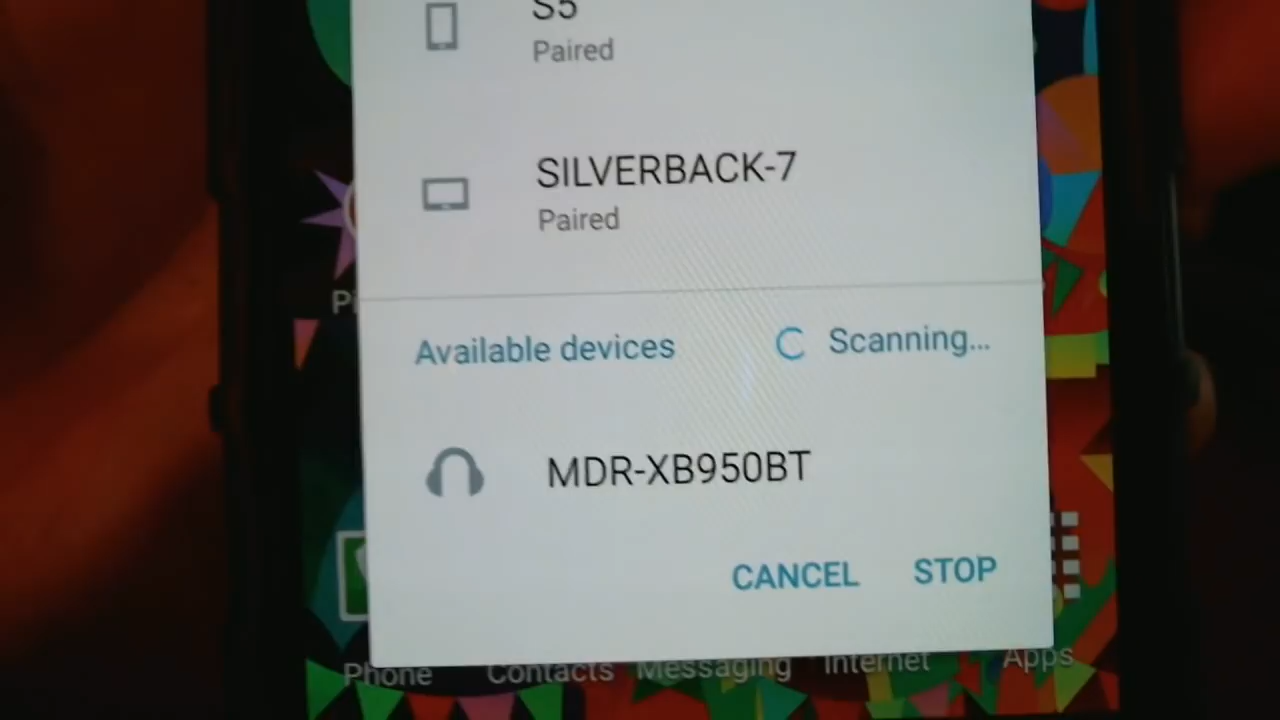 S5
Paired
SILVERBACK-7
Paired
Available devices
Scanning...
MDR-XB950BT
CANCEL
STOP
Phone
Contacts
Messaging
Internet
Apps